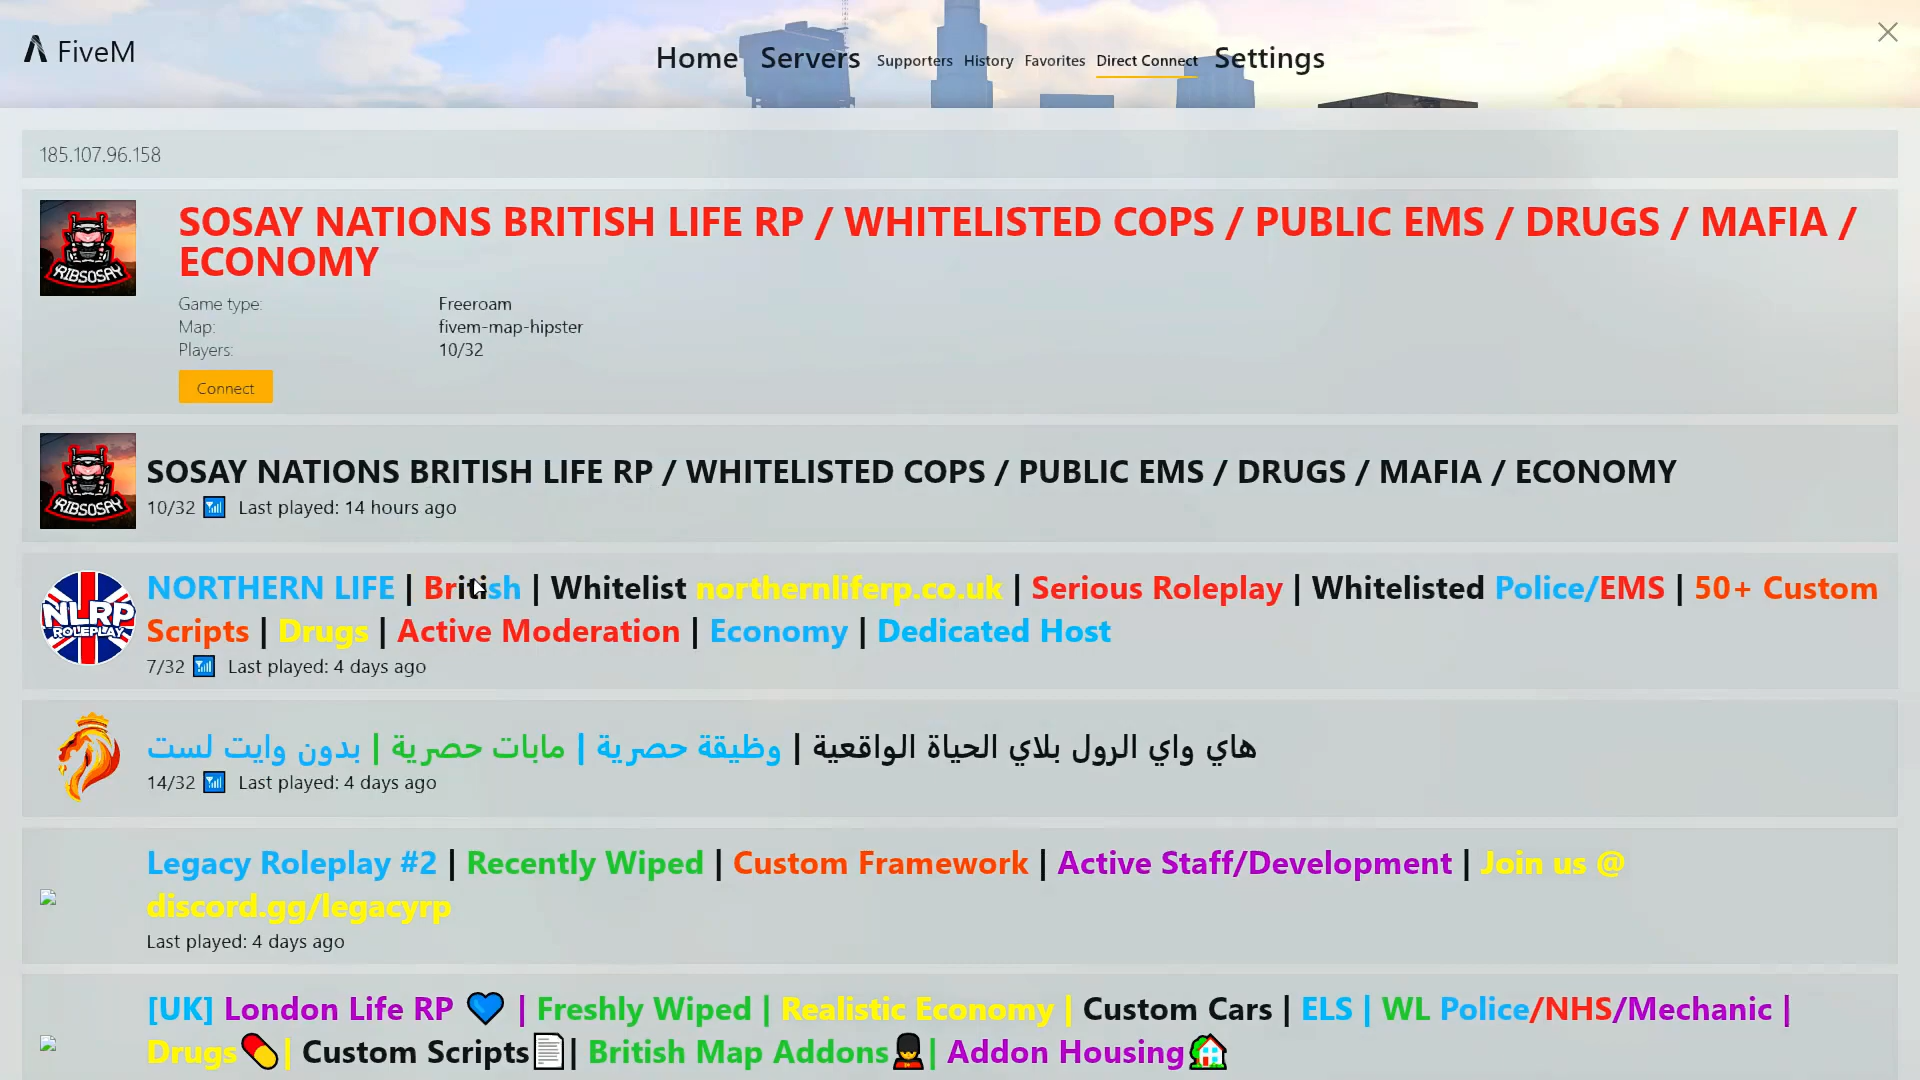 FiveM
Home Servers Supporters History Favorites Direct Connect Settings
185.107.96.158
RIBSOSAY
SOSAY NATIONS BRITISH LIFE RP / WHITELISTED COPS / PUBLIC EMS / DRUGS / MAFIA /
ECONOMY
Game type: Freeroam
Map: fivem-map-hipster
Players: 10/32
Connect
RIBSOSAY
SOSAY NATIONS BRITISH LIFE RP / WHITELISTED COPS / PUBLIC EMS / DRUGS / MAFIA / ECONOMY
10/32 Last played: 14 hours ago
NLRP
ROLEPLAY
NORTHERN LIFE | British | Whitelist northernliferp.co.uk | Serious Roleplay | Whitelisted Police/EMS | 50+ Custom
Scripts | Drugs | Active Moderation | Economy | Dedicated Host
7/32 Last played: 4 days ago
هاي واي الرول بلاي الحياة الواقعية | وظيفة حصرية | مابات حصرية | بدون وايت لست
14/32 Last played: 4 days ago
Legacy Roleplay #2 | Recently Wiped | Custom Framework | Active Staff/Development | Join us @
discord.gg/legacyrp
Last played: 4 days ago
[UK] London Life RP 💙 | Freshly Wiped | Realistic Economy | Custom Cars | ELS | WL Police/NHS/Mechanic |
Drugs💊| Custom Scripts📄| British Map Addons💂| Addon Housing🏡